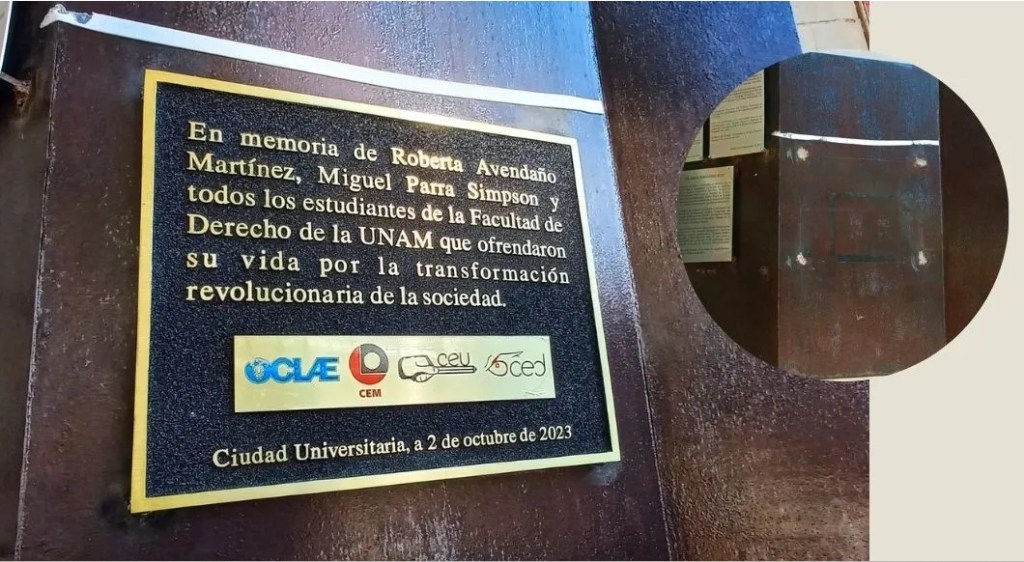 En memoria de Roberta Avendaño
Martínez, Miguel Parra Simpson y
todos los estudiantes de la Facultad de
Derecho de la UNAM que ofrendaron
su vida por la transformación
revolucionaria de la sociedad.
OCLAE
CEM
ceu
ced
Ciudad Universitaria, a 2 de octubre de 2023